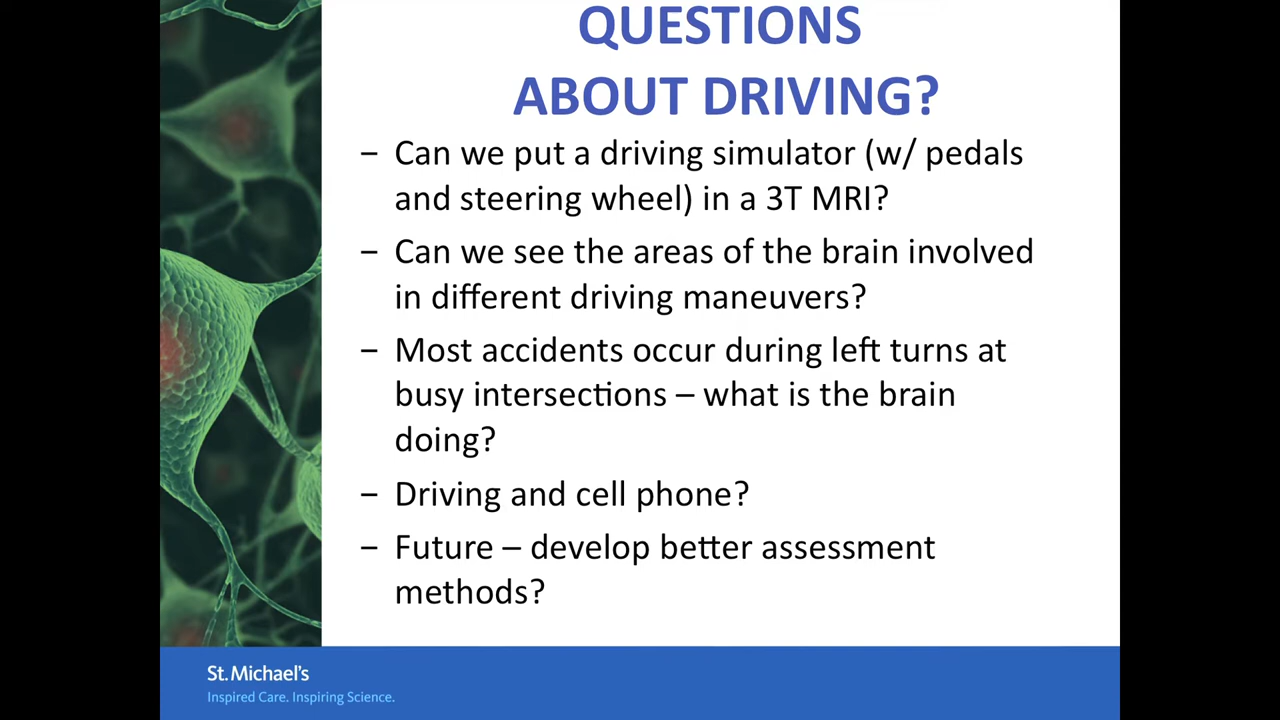 QUESTIONS
ABOUT DRIVING?
– Can we put a driving simulator (w/ pedals
and steering wheel) in a 3T MRI?
– Can we see the areas of the brain involved
in different driving maneuvers?
– Most accidents occur during left turns at
busy intersections – what is the brain
doing?
– Driving and cell phone?
– Future – develop better assessment
methods?
St. Michael's
Inspired Care. Inspiring Science.